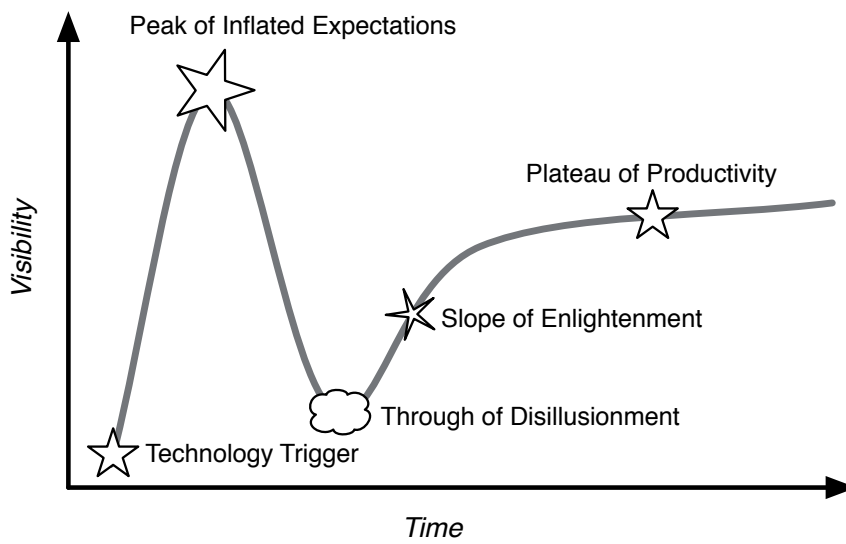 Peak of Inflated Expectations
Plateau of Productivity
Visibility
Slope of Enlightenment
Through of Disillusionment
Technology Trigger
Time